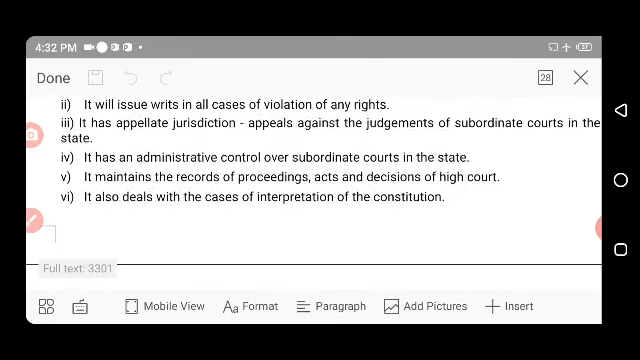 4:32 PM 37
Done 28
ii) It will issue writs in all cases of violation of any rights.
iii) It has appellate jurisdiction - appeals against the judgements of subordinate courts in the
state.
iv) It has an administrative control over subordinate courts in the state.
v) It maintains the records of proceedings, acts and decisions of high court.
vi) It also deals with the cases of interpretation of the constitution.
Full text: 3301
Mobile View Aa Format Paragraph Add Pictures Insert